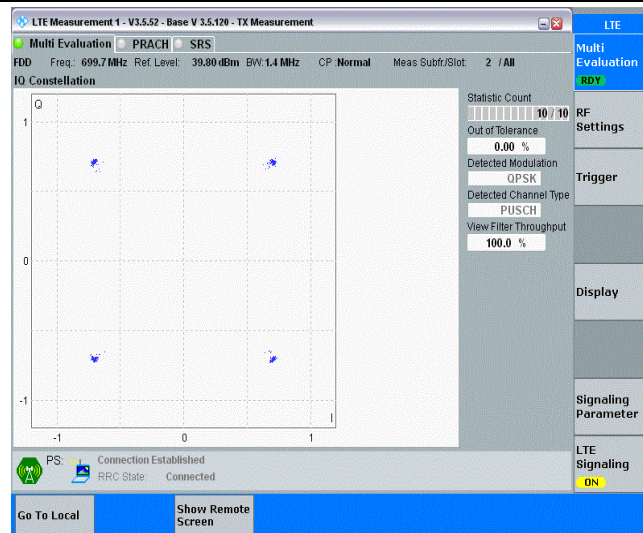 LTE Measurement 1 - V3.5.52 - Base V 3.5.120 - TX Measurement
LTE
Multi Evaluation PRACH SRS
Multi
Evaluation
RDY
FDD Freq.: 699.7 MHz Ref. Level: 39.80 dBm BW: 1.4 MHz CP :Normal Meas Subfr./Slot: 2 / All
IQ Constellation
Q
1
0
-1
-1 0 1
I
Statistic Count
10 / 10
Out of Tolerance
0.00 %
Detected Modulation
QPSK
Detected Channel Type
PUSCH
View Filter Throughput
100.0 %
RF
Settings
Trigger
Display
Signaling
Parameter
LTE
Signaling
ON
PS: Connection Established
RRC State: Connected
Go To Local
Show Remote
Screen